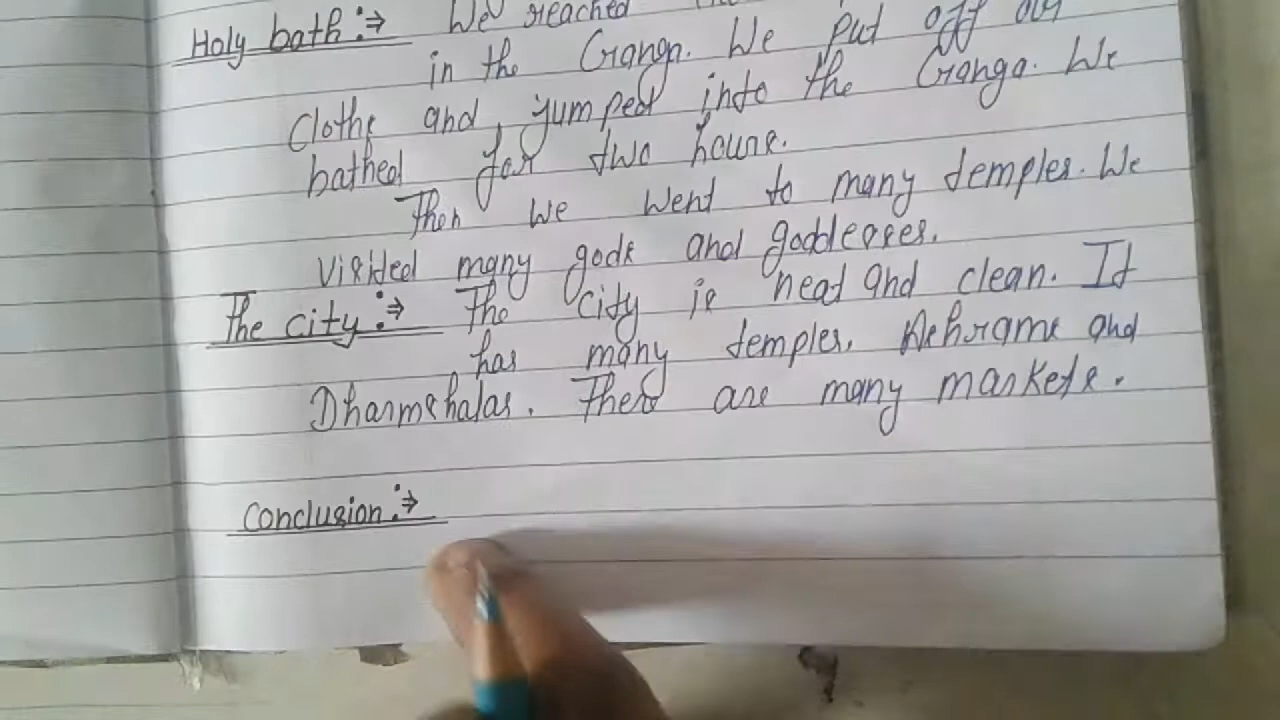 Holy bath :→ We reached
in the Ganga. We put off our
Clothe and, jumped into the Ganga. We
bathed for two hours.
Then we went to many temples. We
visited many gods and goddesses.
The city :→ The city is neat and clean. It
has many temples, Ashrams and
Dharmshalas. There are many markets.
Conclusion :→